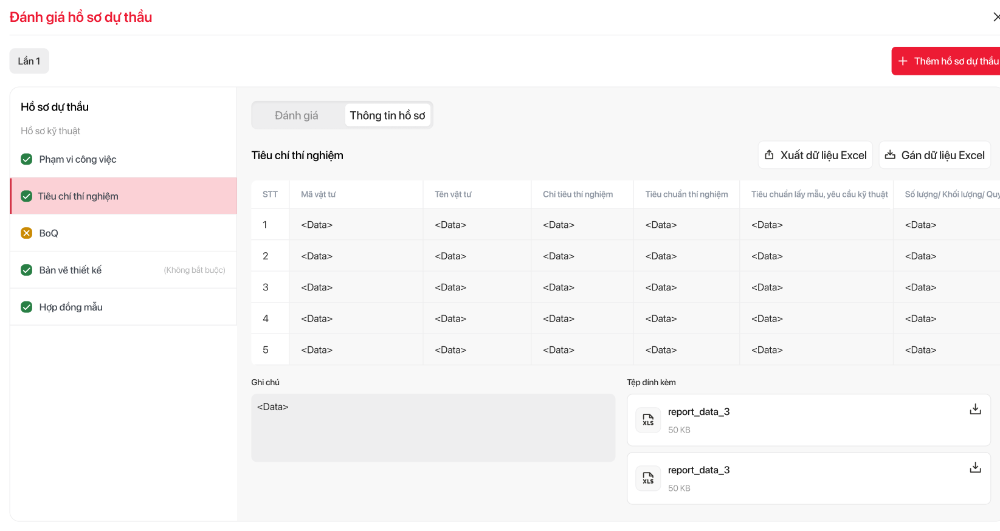 Đánh giá hồ sơ dự thầu
Lần 1
Thêm hồ sơ dự thầu
Hồ sơ dự thầu
Hồ sơ kỹ thuật
Phạm vi công việc
Tiêu chí thí nghiệm
BoQ
Bản vẽ thiết kế (Không bắt buộc)
Hợp đồng mẫu
Đánh giá Thông tin hồ sơ
Tiêu chí thí nghiệm Xuất dữ liệu Excel Gán dữ liệu Excel
STT Mã vật tư Tên vật tư Chỉ tiêu thí nghiệm Tiêu chuẩn thí nghiệm Tiêu chuẩn lấy mẫu, yêu cầu kỹ thuật Số lượng/ Khối lượng/ Quy
1 <Data> <Data> <Data> <Data> <Data> <Data>
2 <Data> <Data> <Data> <Data> <Data> <Data>
3 <Data> <Data> <Data> <Data> <Data> <Data>
4 <Data> <Data> <Data> <Data> <Data> <Data>
5 <Data> <Data> <Data> <Data> <Data> <Data>
Ghi chú
<Data>
Tệp đính kèm
XLS report_data_3
50 KB
XLS report_data_3
50 KB